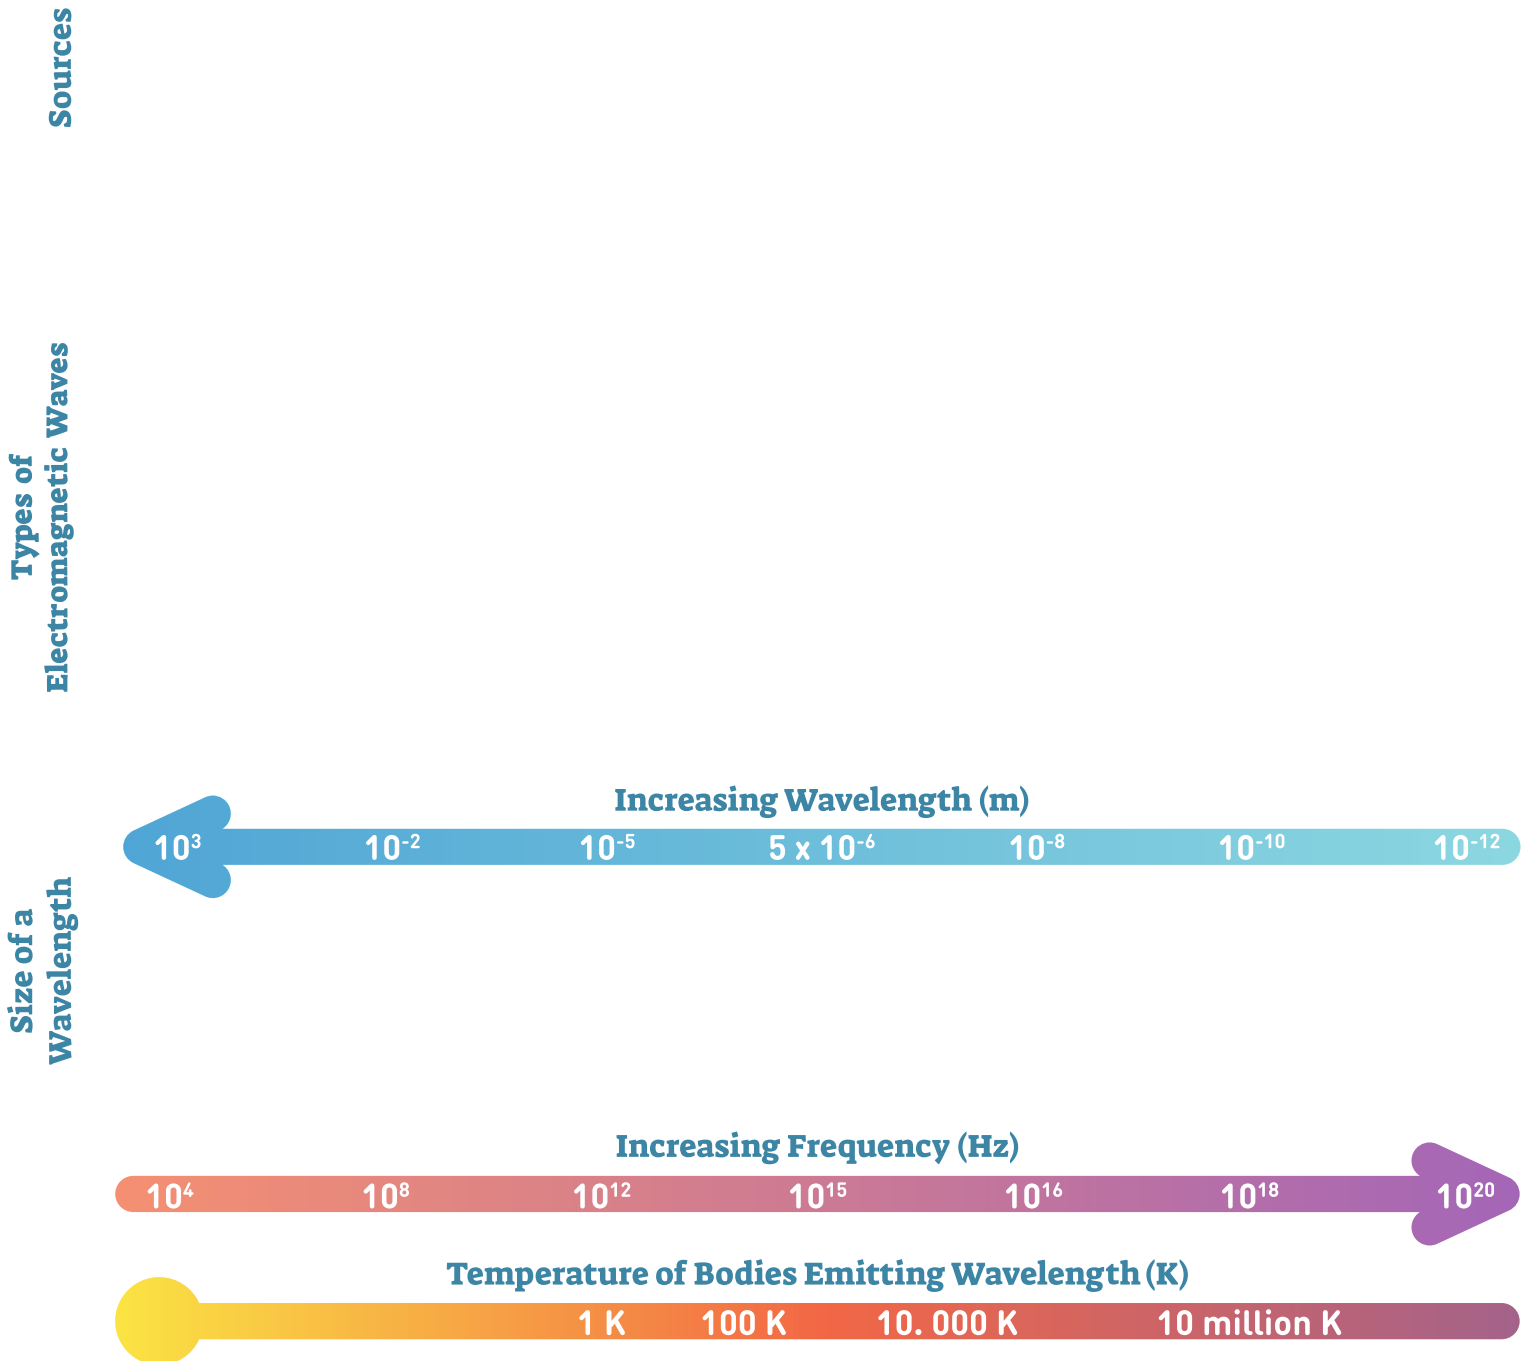 Sources
Types of
Electromagnetic Waves
Increasing Wavelength (m)
10³ 10⁻² 10⁻⁵ 5 x 10⁻⁶ 10⁻⁸ 10⁻¹⁰ 10⁻¹²
Size of a
Wavelength
Increasing Frequency (Hz)
10⁴ 10⁸ 10¹² 10¹⁵ 10¹⁶ 10¹⁸ 10²⁰
Temperature of Bodies Emitting Wavelength (K)
1 K 100 K 10. 000 K 10 million K